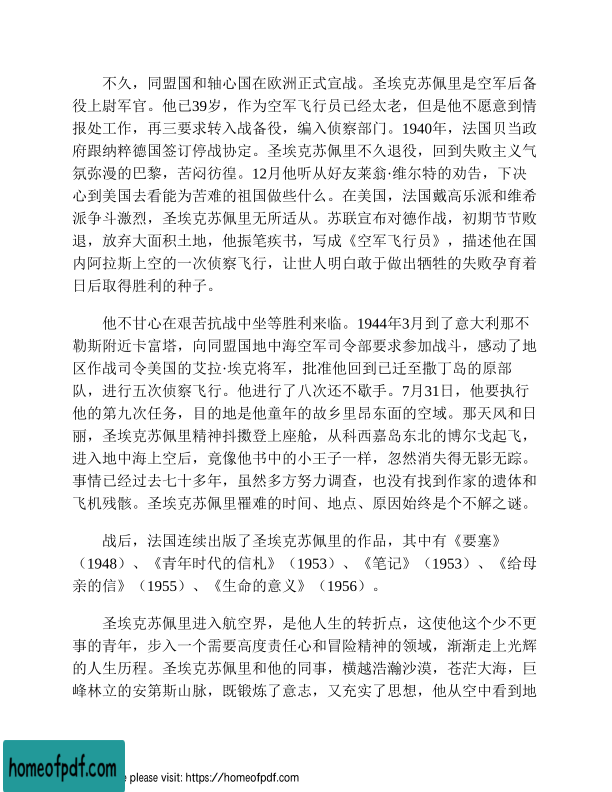 不久，同盟国和轴心国在欧洲正式宣战。圣埃克苏佩里是空军后备
役上尉军官。他已39岁，作为空军飞行员已经太老，但是他不愿意到情
报处工作，再三要求转入战备役，编入侦察部门。1940年，法国贝当政
府跟纳粹德国签订停战协定。圣埃克苏佩里不久退役，回到失败主义气
氛弥漫的巴黎，苦闷彷徨。12月他听从好友莱翁·维尔特的劝告，下决
心到美国去看能为苦难的祖国做些什么。在美国，法国戴高乐派和维希
派争斗激烈，圣埃克苏佩里无所适从。苏联宣布对德作战，初期节节败
退，放弃大面积土地，他振笔疾书，写成《空军飞行员》，描述他在国
内阿拉斯上空的一次侦察飞行，让世人明白敢于做出牺牲的失败孕育着
日后取得胜利的种子。
他不甘心在艰苦抗战中坐等胜利来临。1944年3月到了意大利那不
勒斯附近卡富塔，向同盟国地中海空军司令部要求参加战斗，感动了地
区作战司令美国的艾拉·埃克将军，批准他回到已迁至撒丁岛的原部
队，进行五次侦察飞行。他进行了八次还不歇手。7月31日，他要执行
他的第九次任务，目的地是他童年的故乡里昂东面的空域。那天风和日
丽，圣埃克苏佩里精神抖擞登上座舱，从科西嘉岛东北的博尔戈起飞，
进入地中海上空后，竟像他书中的小王子一样，忽然消失得无影无踪。
事情已经过去七十多年，虽然多方努力调查，也没有找到作家的遗体和
飞机残骸。圣埃克苏佩里罹难的时间、地点、原因始终是个不解之谜。
战后，法国连续出版了圣埃克苏佩里的作品，其中有《要塞》
（1948）、《青年时代的信札》（1953）、《笔记》（1953）、《给母
亲的信》（1955）、《生命的意义》（1956）。
圣埃克苏佩里进入航空界，是他人生的转折点，这使他这个少不更
事的青年，步入一个需要高度责任心和冒险精神的领域，渐渐走上光辉
的人生历程。圣埃克苏佩里和他的同事，横越浩瀚沙漠，苍茫大海，巨
峰林立的安第斯山脉，既锻炼了意志，又充实了思想，他从空中看到地
homeofpdf.com
e please visit: https://homeofpdf.com